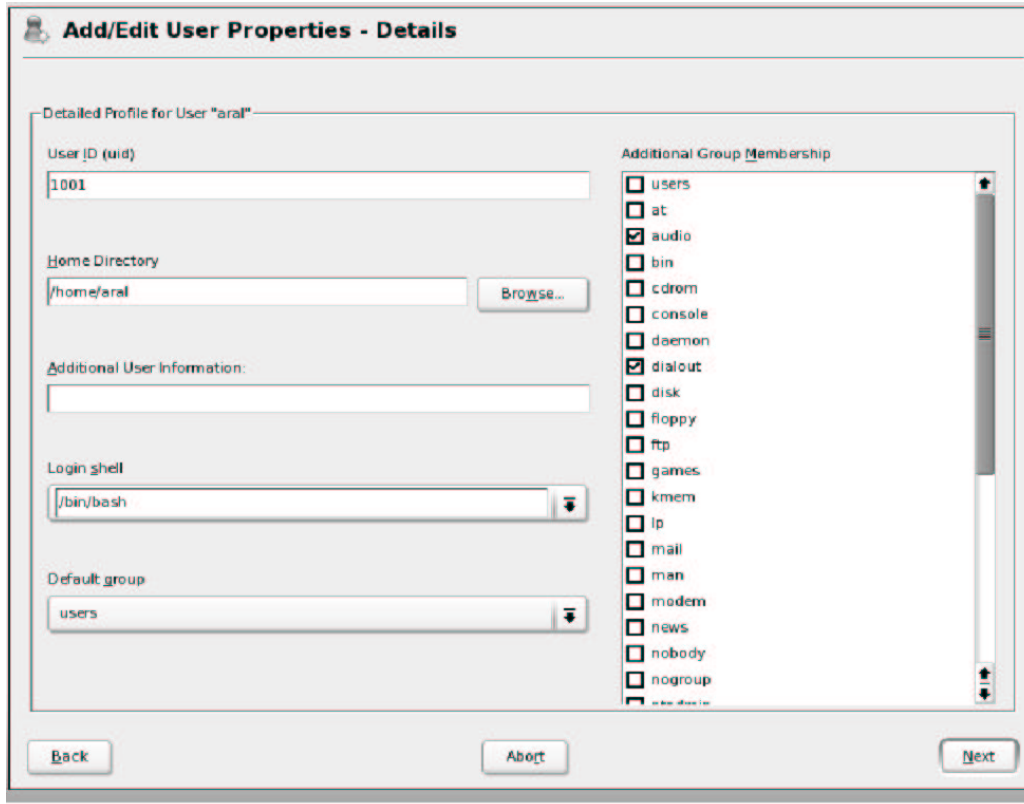 Add/Edit User Properties - Details
Detailed Profile for User "aral"
User ID (uid)
1001
Home Directory
/home/aral
Browse...
Additional User Information:
Login shell
/bin/bash
Default group
users
Additional Group Membership
users
at
audio
bin
cdrom
console
daemon
dialout
disk
floppy
ftp
games
kmem
lp
mail
man
modem
news
nobody
nogroup
Back
Abort
Next